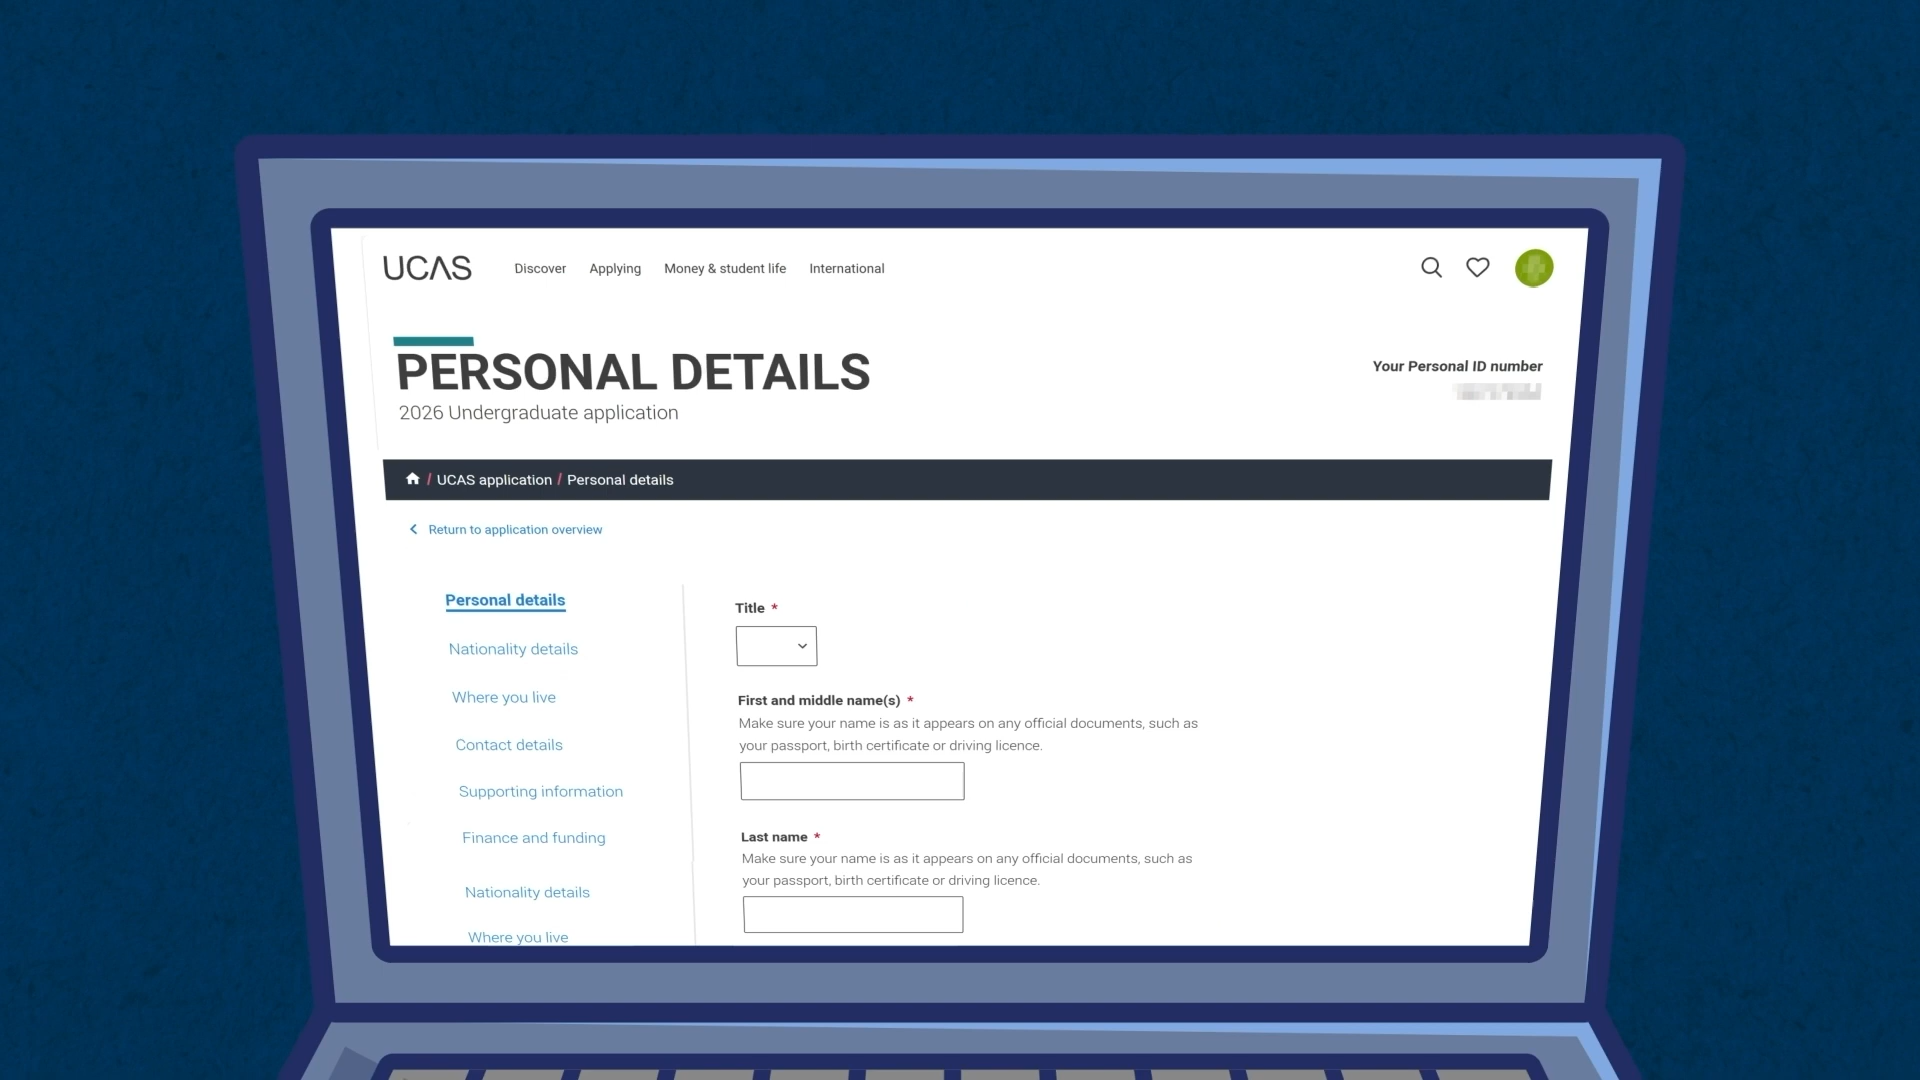 UCAS
Discover
Applying
Money & student life
International
PERSONAL DETAILS
2026 Undergraduate application
Your Personal ID number
/ UCAS application / Personal details
Return to application overview
Personal details
Nationality details
Where you live
Contact details
Supporting information
Finance and funding
Nationality details
Where you live
Title *
First and middle name(s) *
Make sure your name is as it appears on any official documents, such as
your passport, birth certificate or driving licence.
Last name *
Make sure your name is as it appears on any official documents, such as
your passport, birth certificate or driving licence.